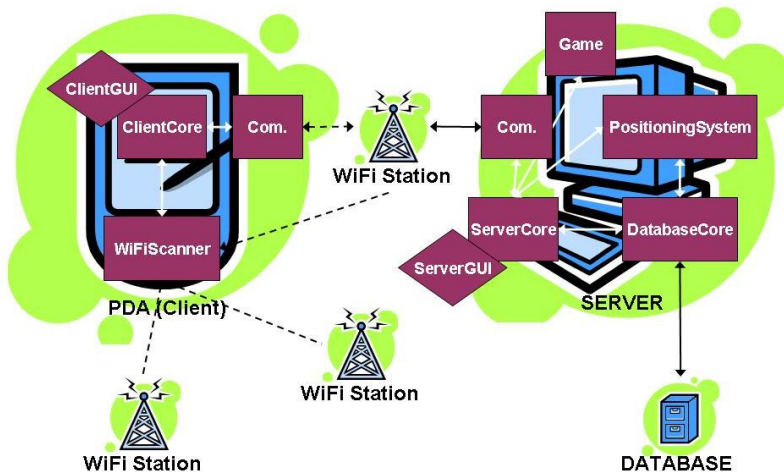 Game
ClientGUI
ClientCore
Com.
Com.
PositioningSystem
WiFi Station
WiFiScanner
ServerCore
DatabaseCore
ServerGUI
PDA (Client)
SERVER
WiFi Station
WiFi Station
DATABASE